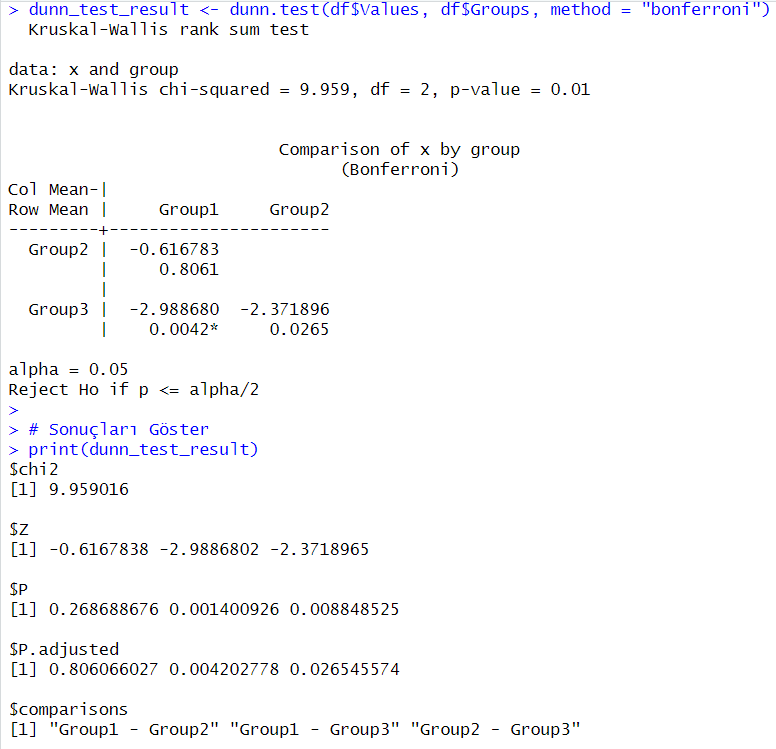 > dunn_test_result <- dunn.test(df$Values, df$Groups, method = "bonferroni")
  Kruskal-Wallis rank sum test

data: x and group
Kruskal-Wallis chi-squared = 9.959, df = 2, p-value = 0.01


                           Comparison of x by group
                                 (Bonferroni)
Col Mean-|
Row Mean |     Group1     Group2
---------+----------------------
  Group2 |  -0.616783
         |     0.8061
         |
  Group3 |  -2.988680  -2.371896
         |    0.0042*     0.0265

alpha = 0.05
Reject Ho if p <= alpha/2
>
> # Sonuçları Göster
> print(dunn_test_result)
$chi2
[1] 9.959016

$Z
[1] -0.6167838 -2.9886802 -2.3718965

$P
[1] 0.268688676 0.001400926 0.008848525

$P.adjusted
[1] 0.806066027 0.004202778 0.026545574

$comparisons
[1] "Group1 - Group2" "Group1 - Group3" "Group2 - Group3"